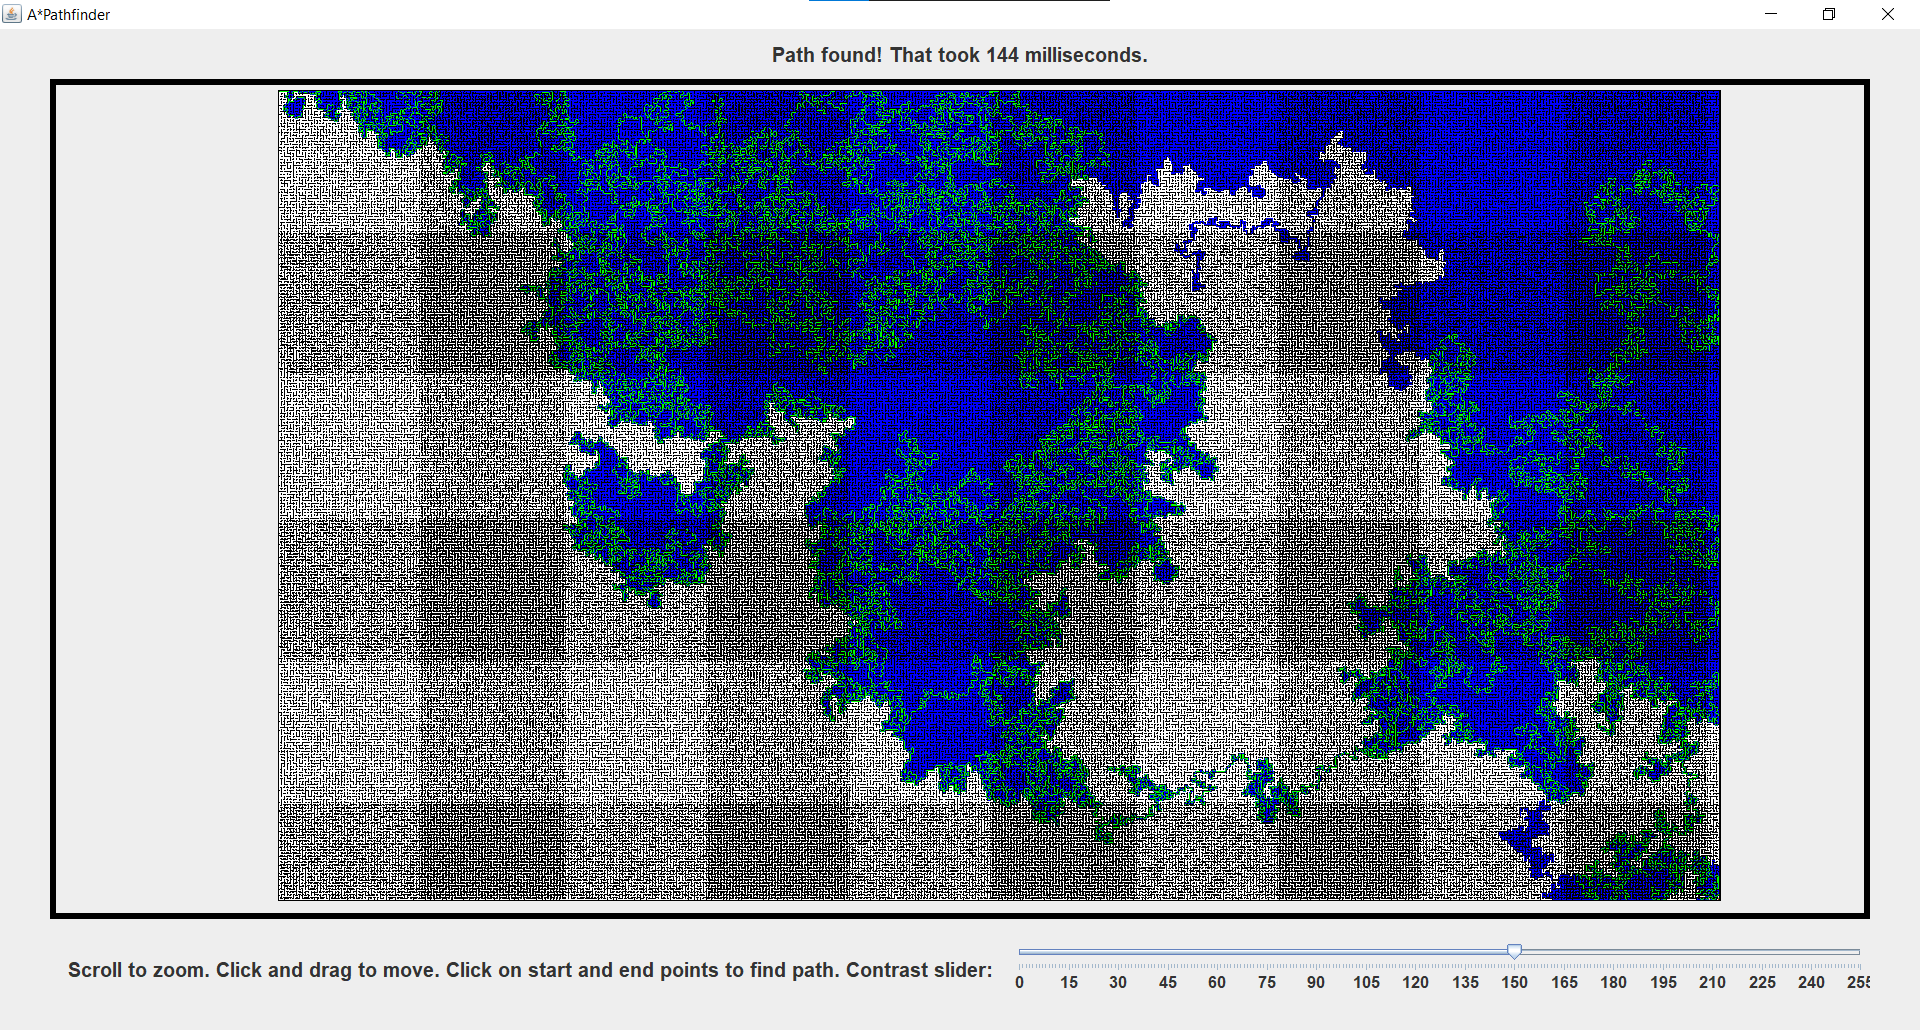 A*Pathfinder
Path found! That took 144 milliseconds.
Scroll to zoom. Click and drag to move. Click on start and end points to find path. Contrast slider:
0 15 30 45 60 75 90 105 120 135 150 165 180 195 210 225 240 255